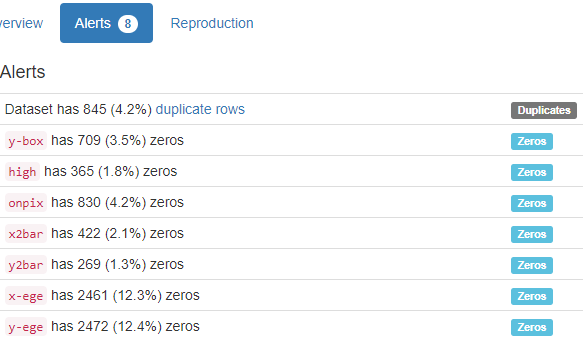 verview Alerts 8 Reproduction
Alerts
Dataset has 845 (4.2%) duplicate rows Duplicates
y-box has 709 (3.5%) zeros Zeros
high has 365 (1.8%) zeros Zeros
onpix has 830 (4.2%) zeros Zeros
x2bar has 422 (2.1%) zeros Zeros
y2bar has 269 (1.3%) zeros Zeros
x-ege has 2461 (12.3%) zeros Zeros
y-ege has 2472 (12.4%) zeros Zeros